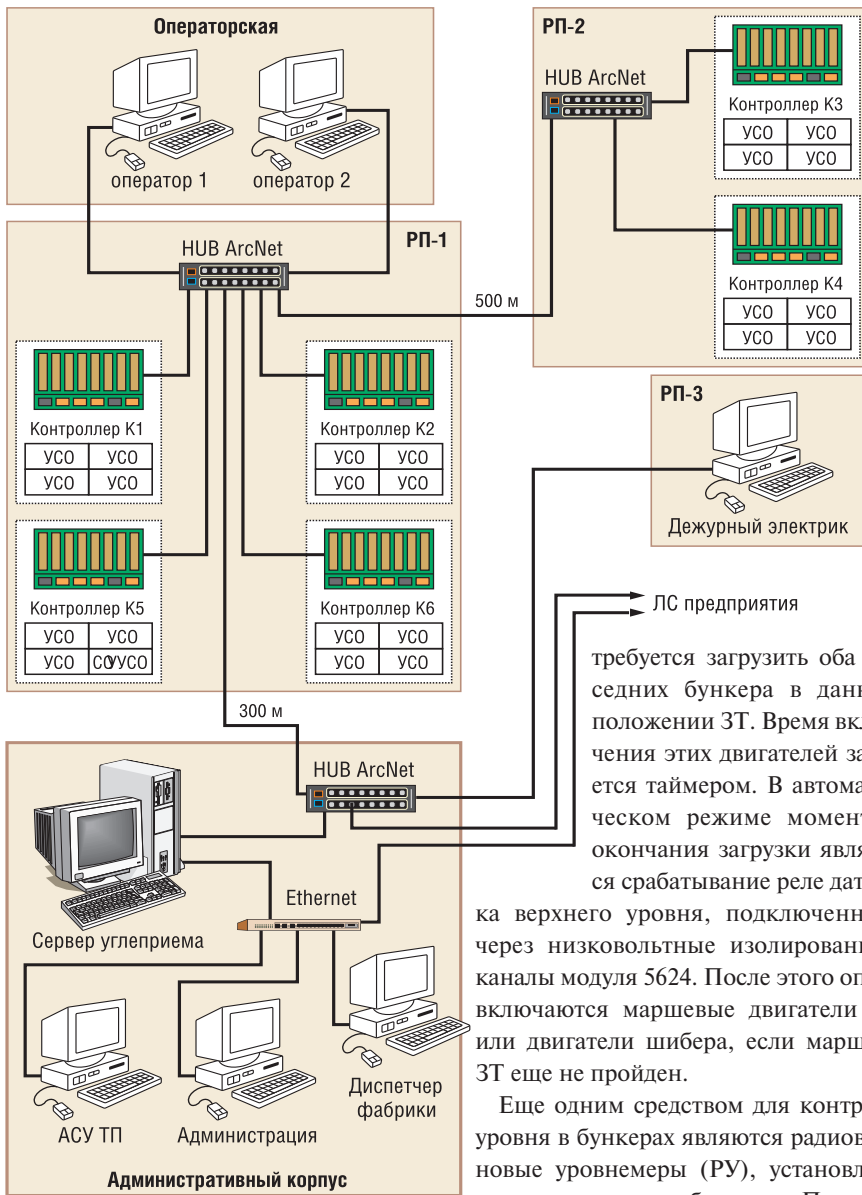 Операторская
оператор 1
оператор 2
РП-2
HUB ArcNet
Контроллер К3
УСО УСО
УСО УСО
Контроллер К4
УСО УСО
УСО УСО
HUB ArcNet
РП-1
500 м
Контроллер К1
УСО УСО
УСО УСО
Контроллер К2
УСО УСО
УСО УСО
Контроллер К5
УСО УСО
УСО
Контроллер К6
УСО УСО
УСО УСО
РП-3
Дежурный электрик
ЛС предприятия
300 м
HUB ArcNet
Ethernet
Сервер углеприема
АСУ ТП
Администрация
Диспетчер
фабрики
Административный корпус
требуется загрузить оба
седних бункера в данн
положении ЗТ. Время вкл
чения этих двигателей за
ется таймером. В автома
ческом режиме момент
окончания загрузки явля
ся срабатывание реле дат
ка верхнего уровня, подключенн
через низковольтные изолирован
каналы модуля 5624. После этого оп
включаются маршевые двигатели
или двигатели шибера, если марш
ЗТ еще не пройден.
Еще одним средством для контр
уровня в бункерах являются радиов
новые уровнемеры (РУ), установл